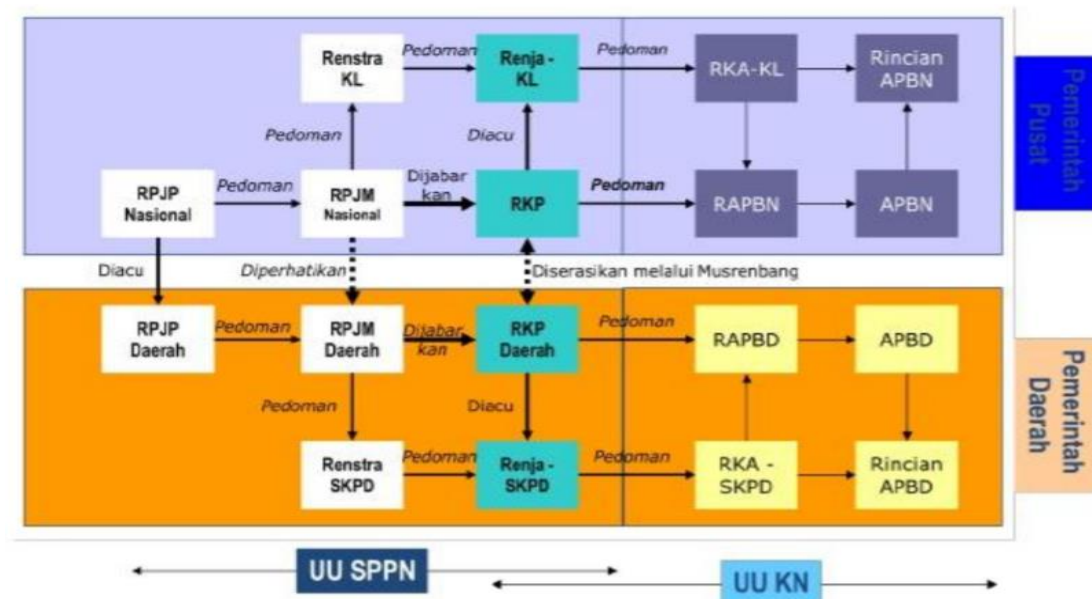 Renstra
KL
Pedoman
Renja -
KL
Pedoman
RKA-KL
Rincian
APBN
Pedoman
Diacu
RPJP
Nasional
Pedoman
RPJM
Nasional
Dijabar
kan
RKP
Pedoman
RAPBN
APBN
Pemerintah
Pusat
Diacu
Diperhatikan
Diserasikan melalui Musrenbang
RPJP
Daerah
Pedoman
RPJM
Daerah
Dijabar
kan
RKP
Daerah
Pedoman
RAPBD
APBD
Pedoman
Diacu
Renstra
SKPD
Pedoman
Renja -
SKPD
Pedoman
RKA -
SKPD
Rincian
APBD
Pemerintah
Daerah
UU SPPN
UU KN